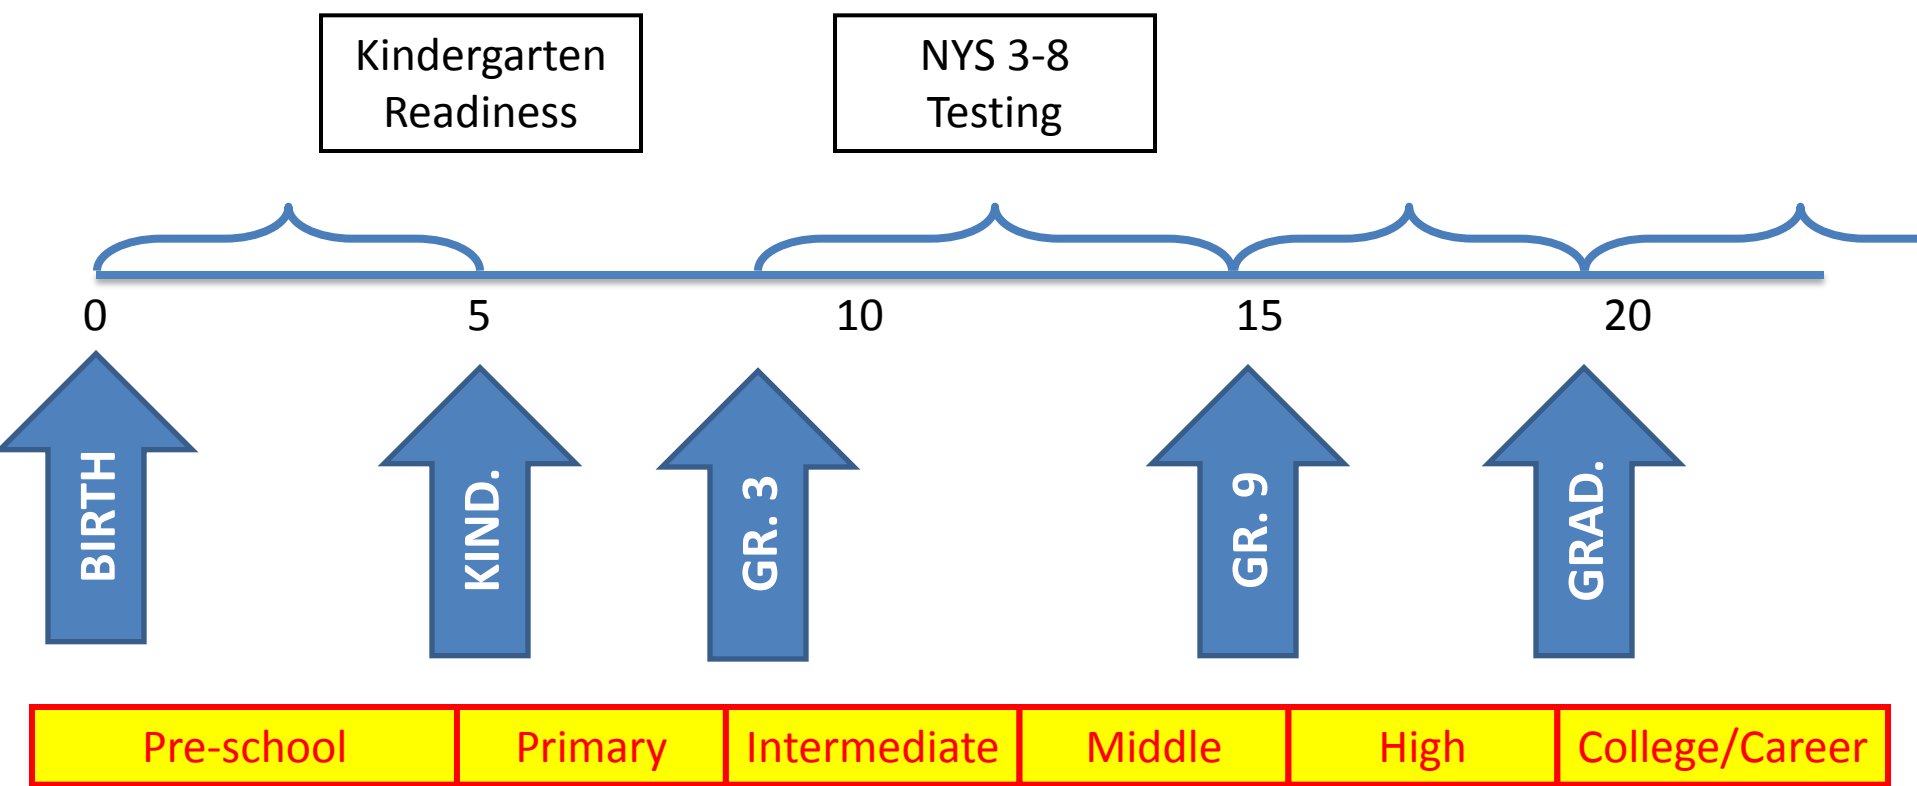 Kindergarten
Readiness
NYS 3-8
Testing
0
5
10
15
20
BIRTH
KIND.
GR. 3
GR. 9
GRAD.
Pre-school
Primary
Intermediate
Middle
High
College/Career